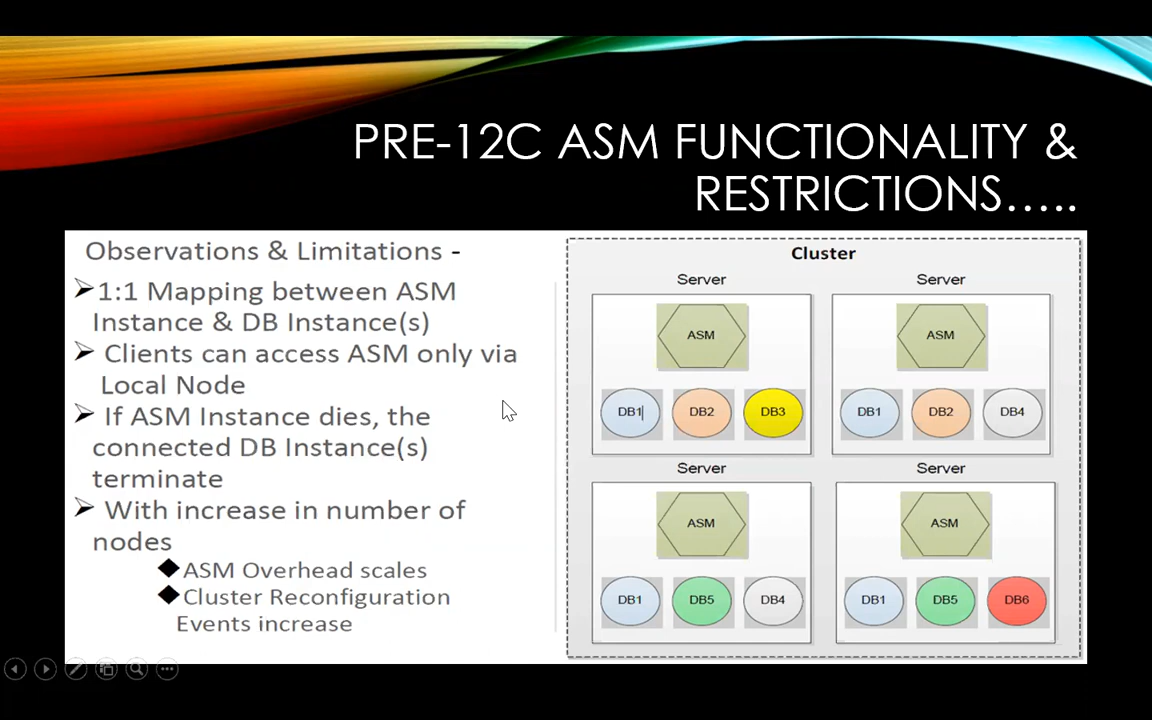 PRE-12C ASM FUNCTIONALITY &
RESTRICTIONS.....
Observations & Limitations -
1:1 Mapping between ASM
Instance & DB Instance(s)
Clients can access ASM only via
Local Node
If ASM Instance dies, the
connected DB Instance(s)
terminate
With increase in number of
nodes
ASM Overhead scales
Cluster Reconfiguration
Events increase
Cluster
Server
Server
ASM
ASM
DB1 DB2 DB3
DB1 DB2 DB4
Server
Server
ASM
ASM
DB1 DB5 DB4
DB1 DB5 DB6